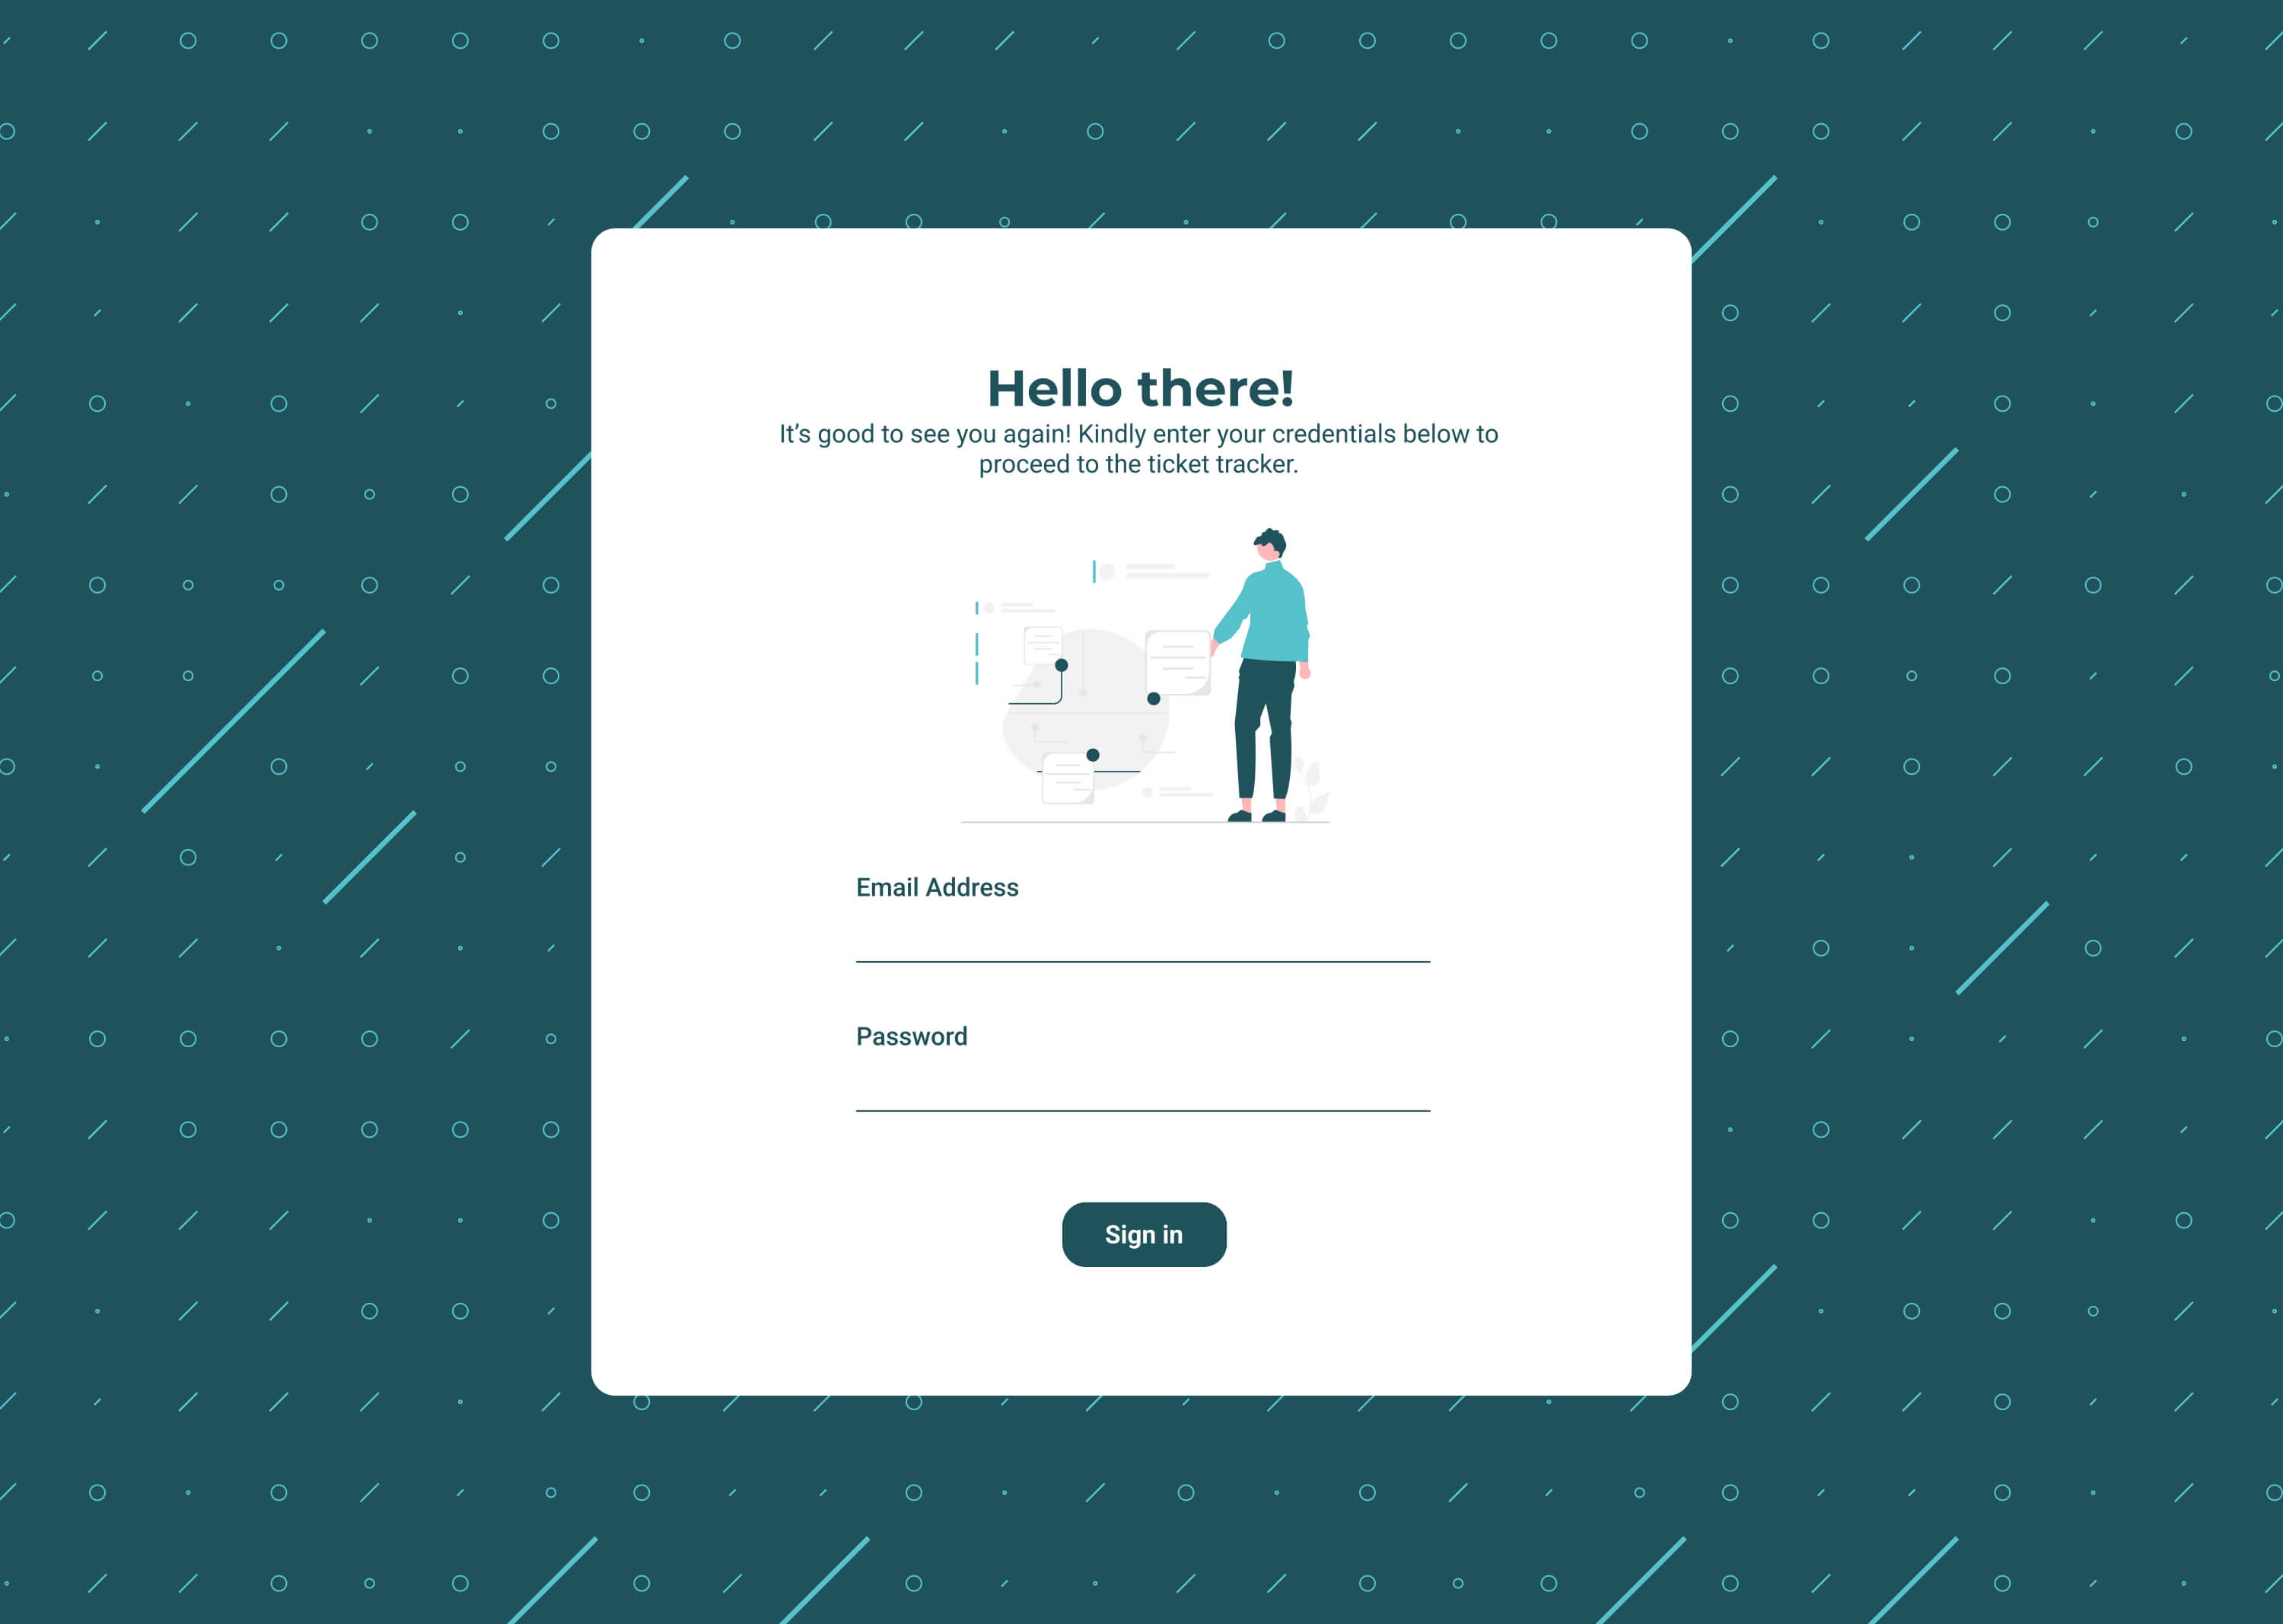 Hello there!
It’s good to see you again! Kindly enter your credentials below to
proceed to the ticket tracker.
Email Address
Password
Sign in